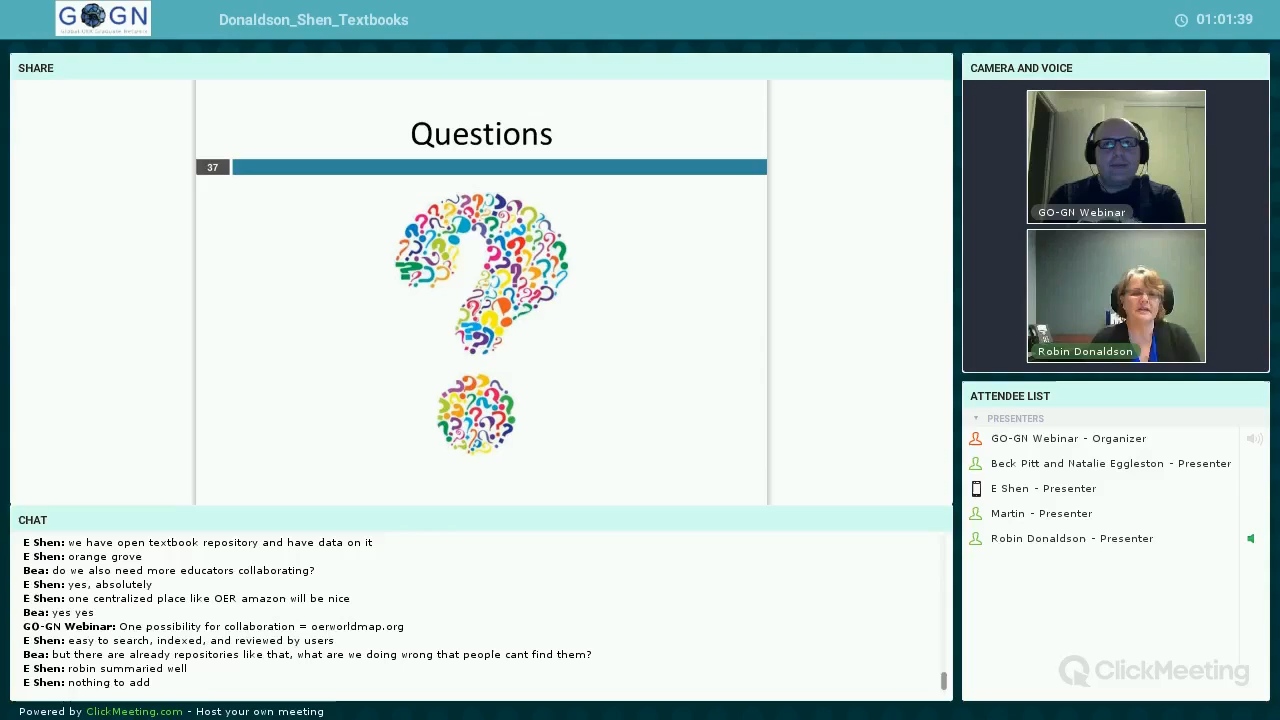 GOGN
Global OER Graduate Network
Donaldson_Shen_Textbooks
01:01:39
SHARE
Questions
37
CHAT
E Shen: we have open textbook repository and have data on it
E Shen: orange grove
Bea: do we also need more educators collaborating?
E Shen: yes, absolutely
E Shen: one centralized place like OER amazon will be nice
Bea: yes yes
GO-GN Webinar: One possibility for collaboration = oerworldmap.org
E Shen: easy to search, indexed, and reviewed by users
Bea: but there are already repositories like that, what are we doing wrong that people cant find them?
E Shen: robin summaried well
E Shen: nothing to add
CAMERA AND VOICE
GO-GN Webinar
Robin Donaldson
ATTENDEE LIST
PRESENTERS
GO-GN Webinar - Organizer
Beck Pitt and Natalie Eggleston - Presenter
E Shen - Presenter
Martin - Presenter
Robin Donaldson - Presenter
ClickMeeting
Powered by ClickMeeting.com - Host your own meeting